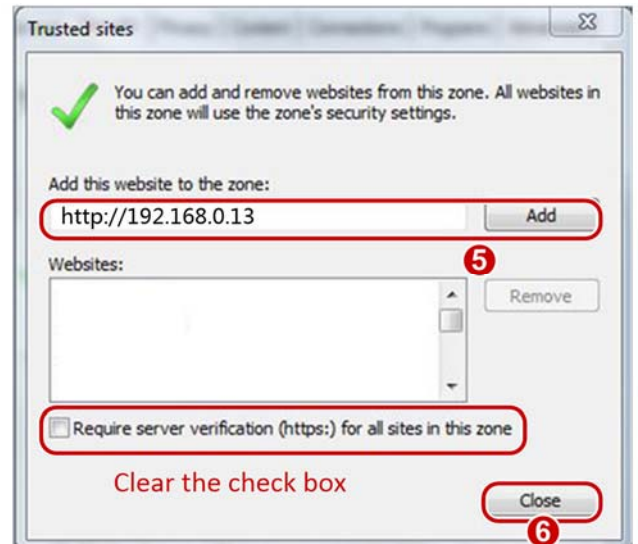 Trusted sites
You can add and remove websites from this zone. All websites in
this zone will use the zone's security settings.
Add this website to the zone:
http://192.168.0.13 Add
5
Websites:
Remove
Require server verification (https:) for all sites in this zone
Clear the check box
Close
6